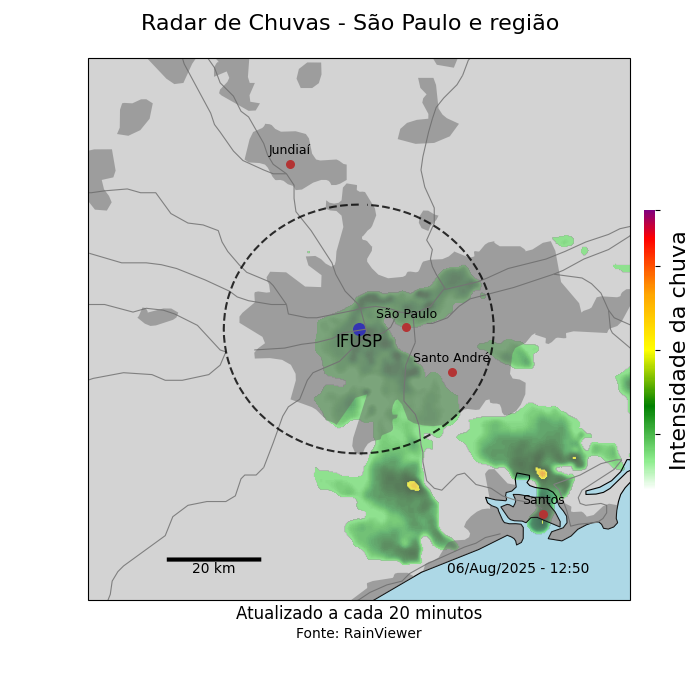 Radar de Chuvas - São Paulo e região
Jundiaí
São Paulo
IFUSP
Santo André
Santos
20 km
06/Aug/2025 - 12:50
Intensidade da chuva
Atualizado a cada 20 minutos
Fonte: RainViewer